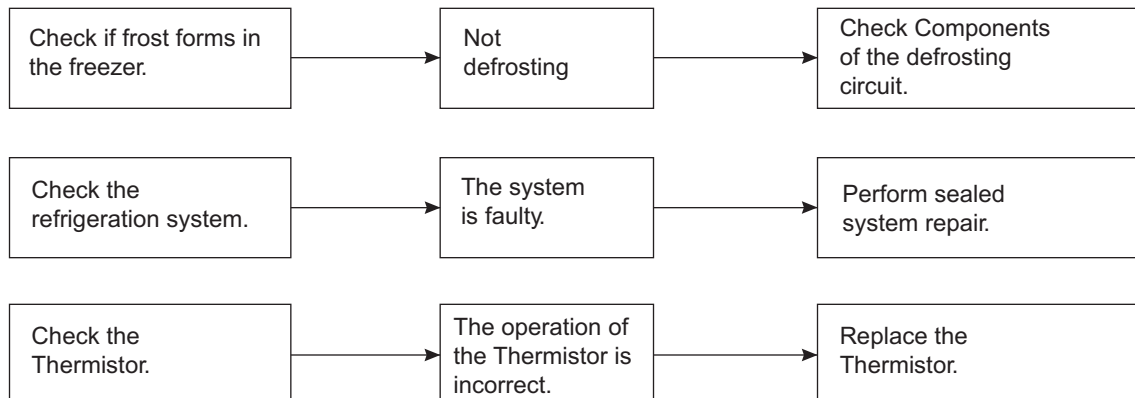 Check if frost forms in
the freezer.
Not
defrosting
Check Components
of the defrosting
circuit.
Check the
refrigeration system.
The system
is faulty.
Perform sealed
system repair.
Check the
Thermistor.
The operation of
the Thermistor is
incorrect.
Replace the
Thermistor.